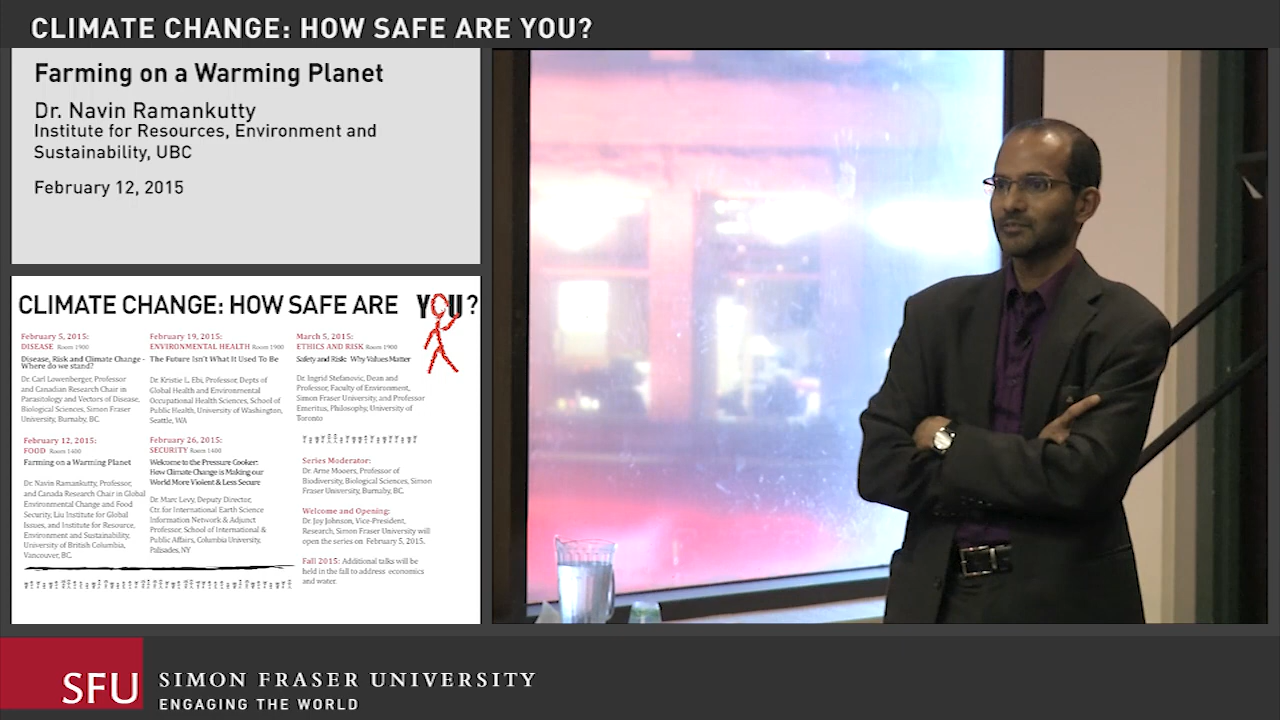 CLIMATE CHANGE: HOW SAFE ARE YOU?
Farming on a Warming Planet
Dr. Navin Ramankutty
Institute for Resources, Environment and
Sustainability, UBC
February 12, 2015
CLIMATE CHANGE: HOW SAFE ARE YOU?
February 5, 2015:
DISEASE Room 1900
Disease, Risk and Climate Change -
Where do we stand?
Dr. Carl Lowenberger, Professor
and Canadian Research Chair in
Parasitology and Vectors of Disease,
Biological Sciences, Simon Fraser
University, Burnaby, BC.
February 12, 2015:
FOOD Room 1400
Farming on a Warming Planet
Dr. Navin Ramankutty, Professor,
and Canada Research Chair in Global
Environmental Change and Food
Security, Liu Institute for Global
Issues, and Institute for Resource,
Environment and Sustainability,
University of British Columbia,
Vancouver, BC.
February 19, 2015:
ENVIRONMENTAL HEALTH Room 1900
The Future Isn't What It Used To Be
Dr. Kristie L. Ebi, Professor, Depts of
Global Health and Environmental
Occupational Health Sciences, School of
Public Health, University of Washington,
Seattle, WA
February 26, 2015:
SECURITY Room 1400
Welcome to the Pressure Cooker:
How Climate Change is Making our
World More Violent & Less Secure
Dr. Marc Levy, Deputy Director,
Ctr. for International Earth Science
Information Network & Adjunct
Professor, School of International &
Public Affairs, Columbia University,
Palisades, NY
March 5, 2015:
ETHICS AND RISK Room 1900
Safety and Risk: Why Values Matter
Dr. Ingrid Stefanovic, Dean and
Professor, Faculty of Environment,
Simon Fraser University, and Professor
Emeritus, Philosophy, University of
Toronto
Series Moderator:
Dr. Arne Mooers, Professor of
Biodiversity, Biological Sciences, Simon
Fraser University, Burnaby, BC.
Welcome and Opening:
Dr. Joy Johnson, Vice-President,
Research, Simon Fraser University will
open the series on February 5, 2015.
Fall 2015: Additional talks will be
held in the fall to address economics
and water.
SFU
SIMON FRASER UNIVERSITY
ENGAGING THE WORLD